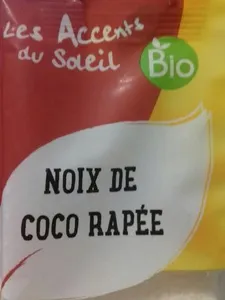 Les Accents
du Soleil
Bio
NOIX DE
COCO RAPÉE